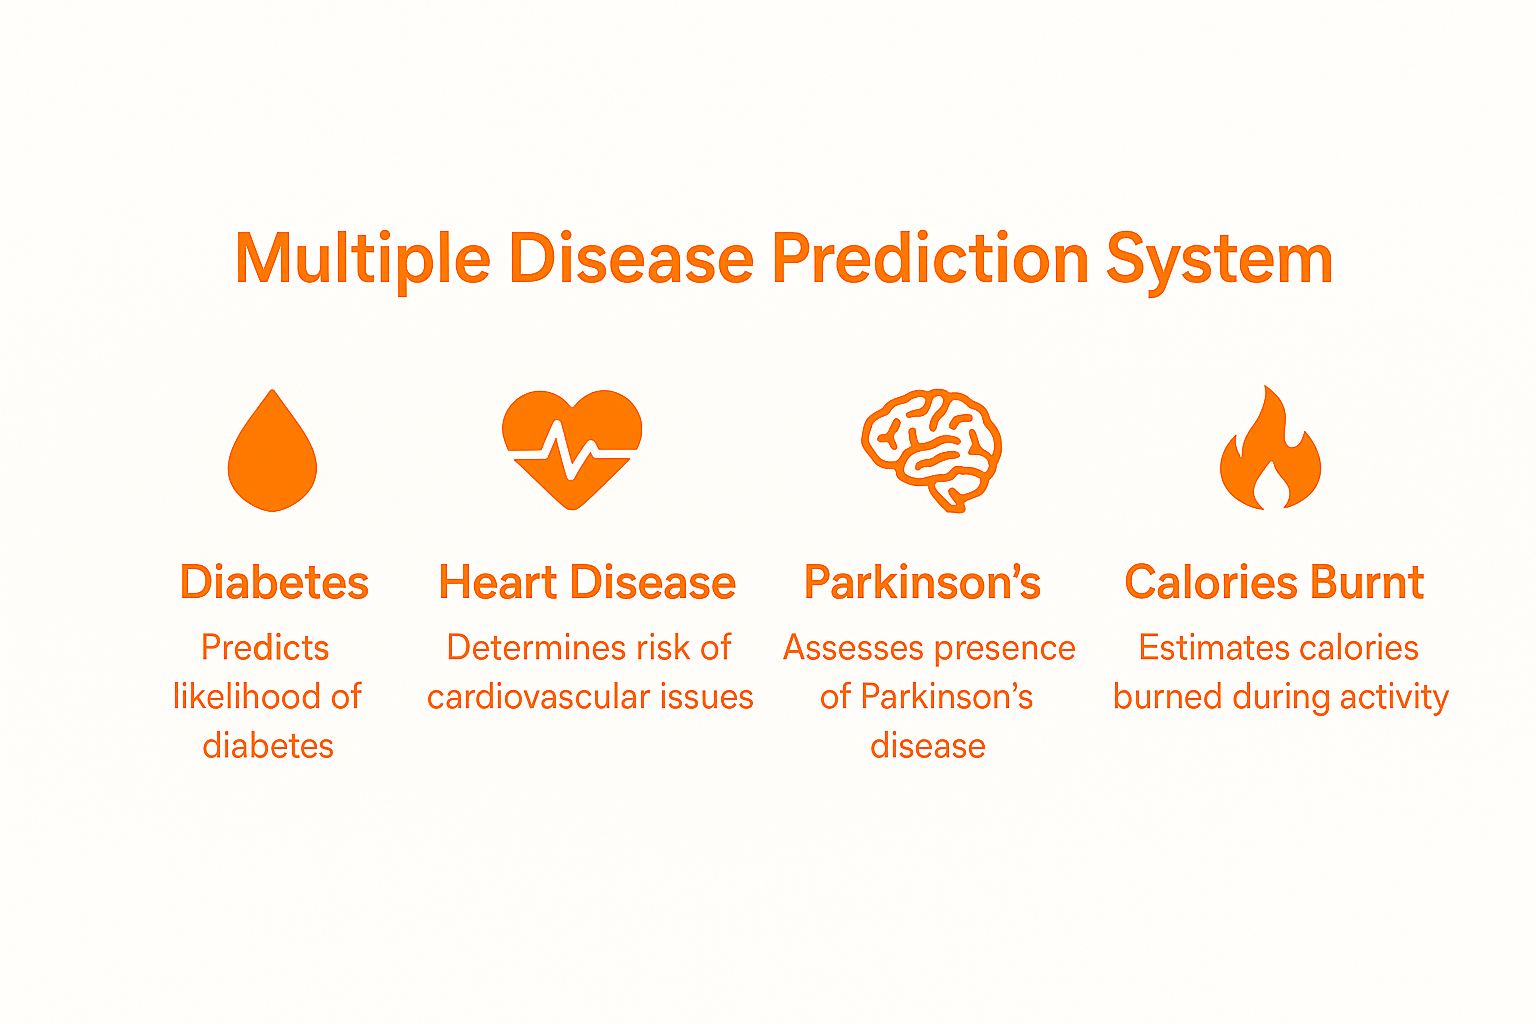 Multiple Disease Prediction System
Diabetes
Predicts
likelihood of
diabetes
Heart Disease
Determines risk of
cardiovascular issues
Parkinson’s
Assesses presence
of Parkinson’s
disease
Calories Burnt
Estimates calories
burned during activity